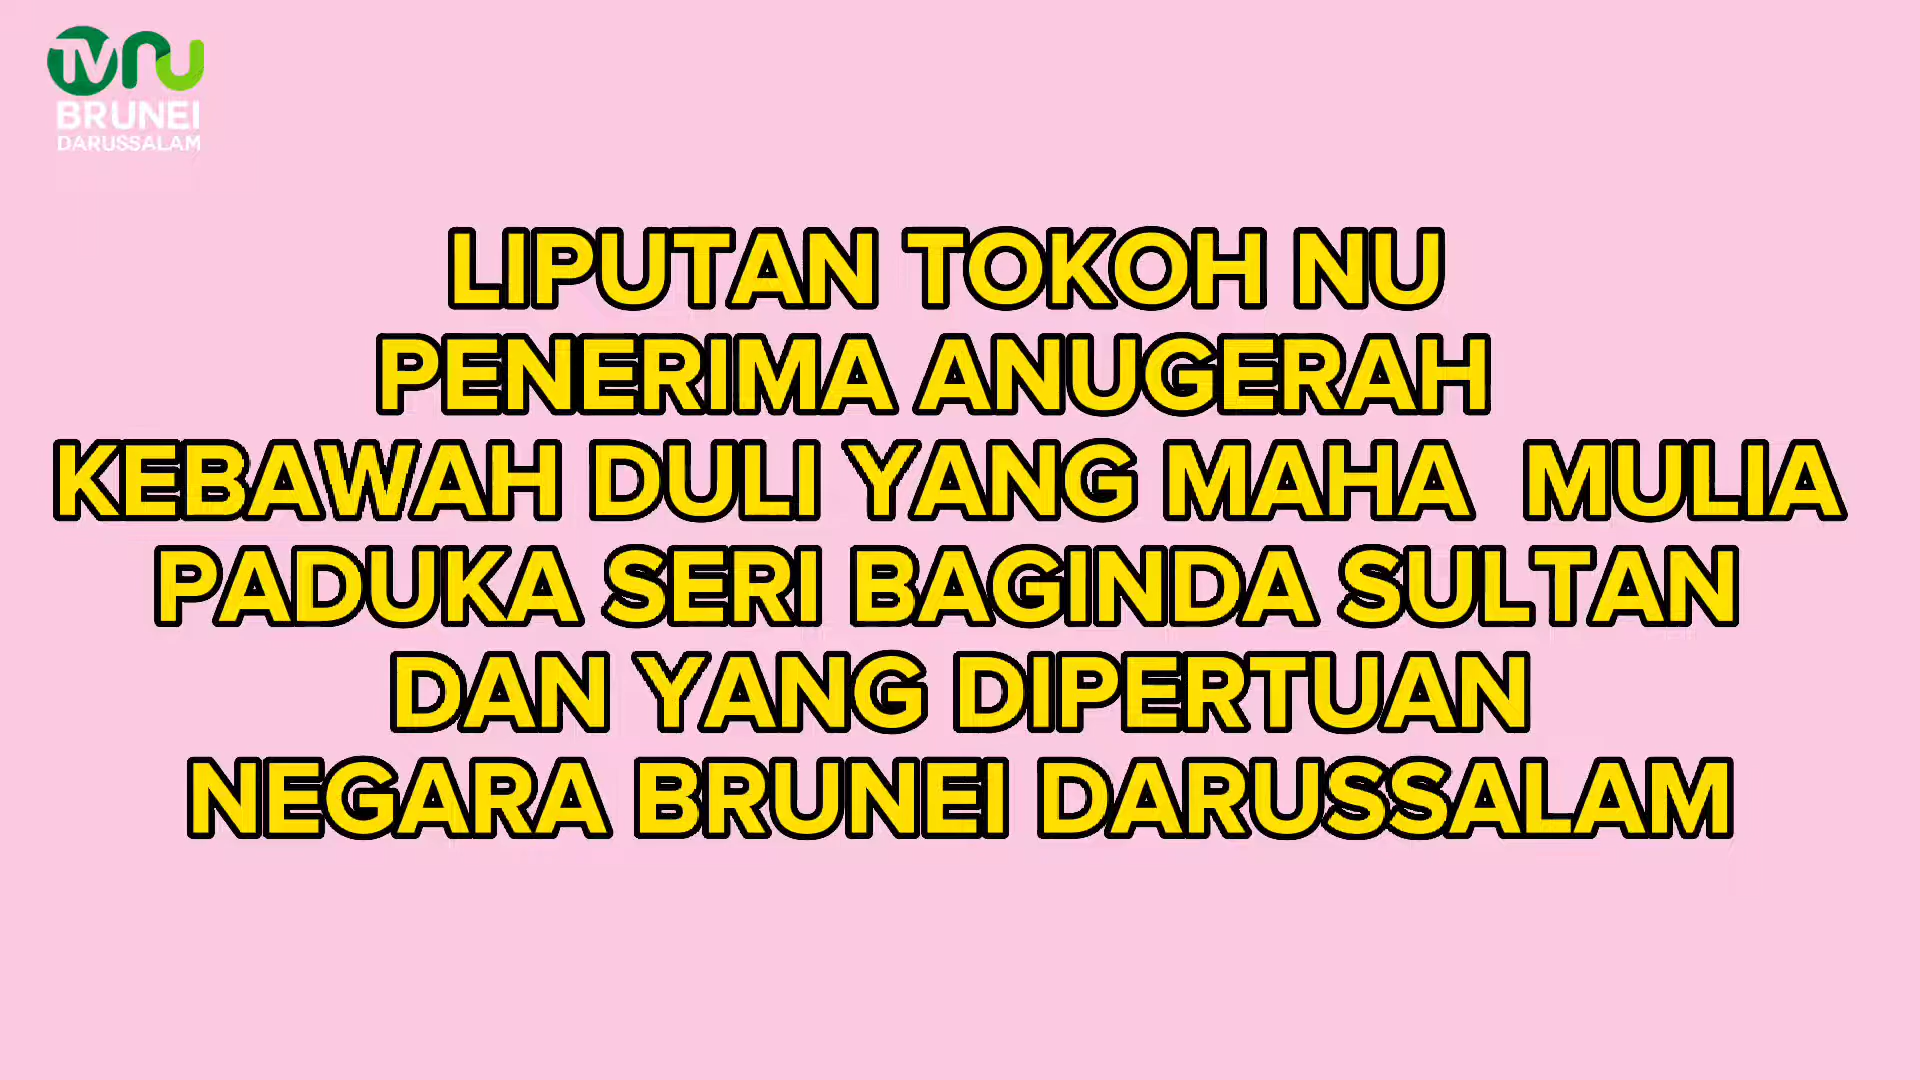 TVNU
BRUNEI
DARUSSALAM
LIPUTAN TOKOH NU
PENERIMA ANUGERAH
KEBAWAH DULI YANG MAHA MULIA
PADUKA SERI BAGINDA SULTAN
DAN YANG DIPERTUAN
NEGARA BRUNEI DARUSSALAM